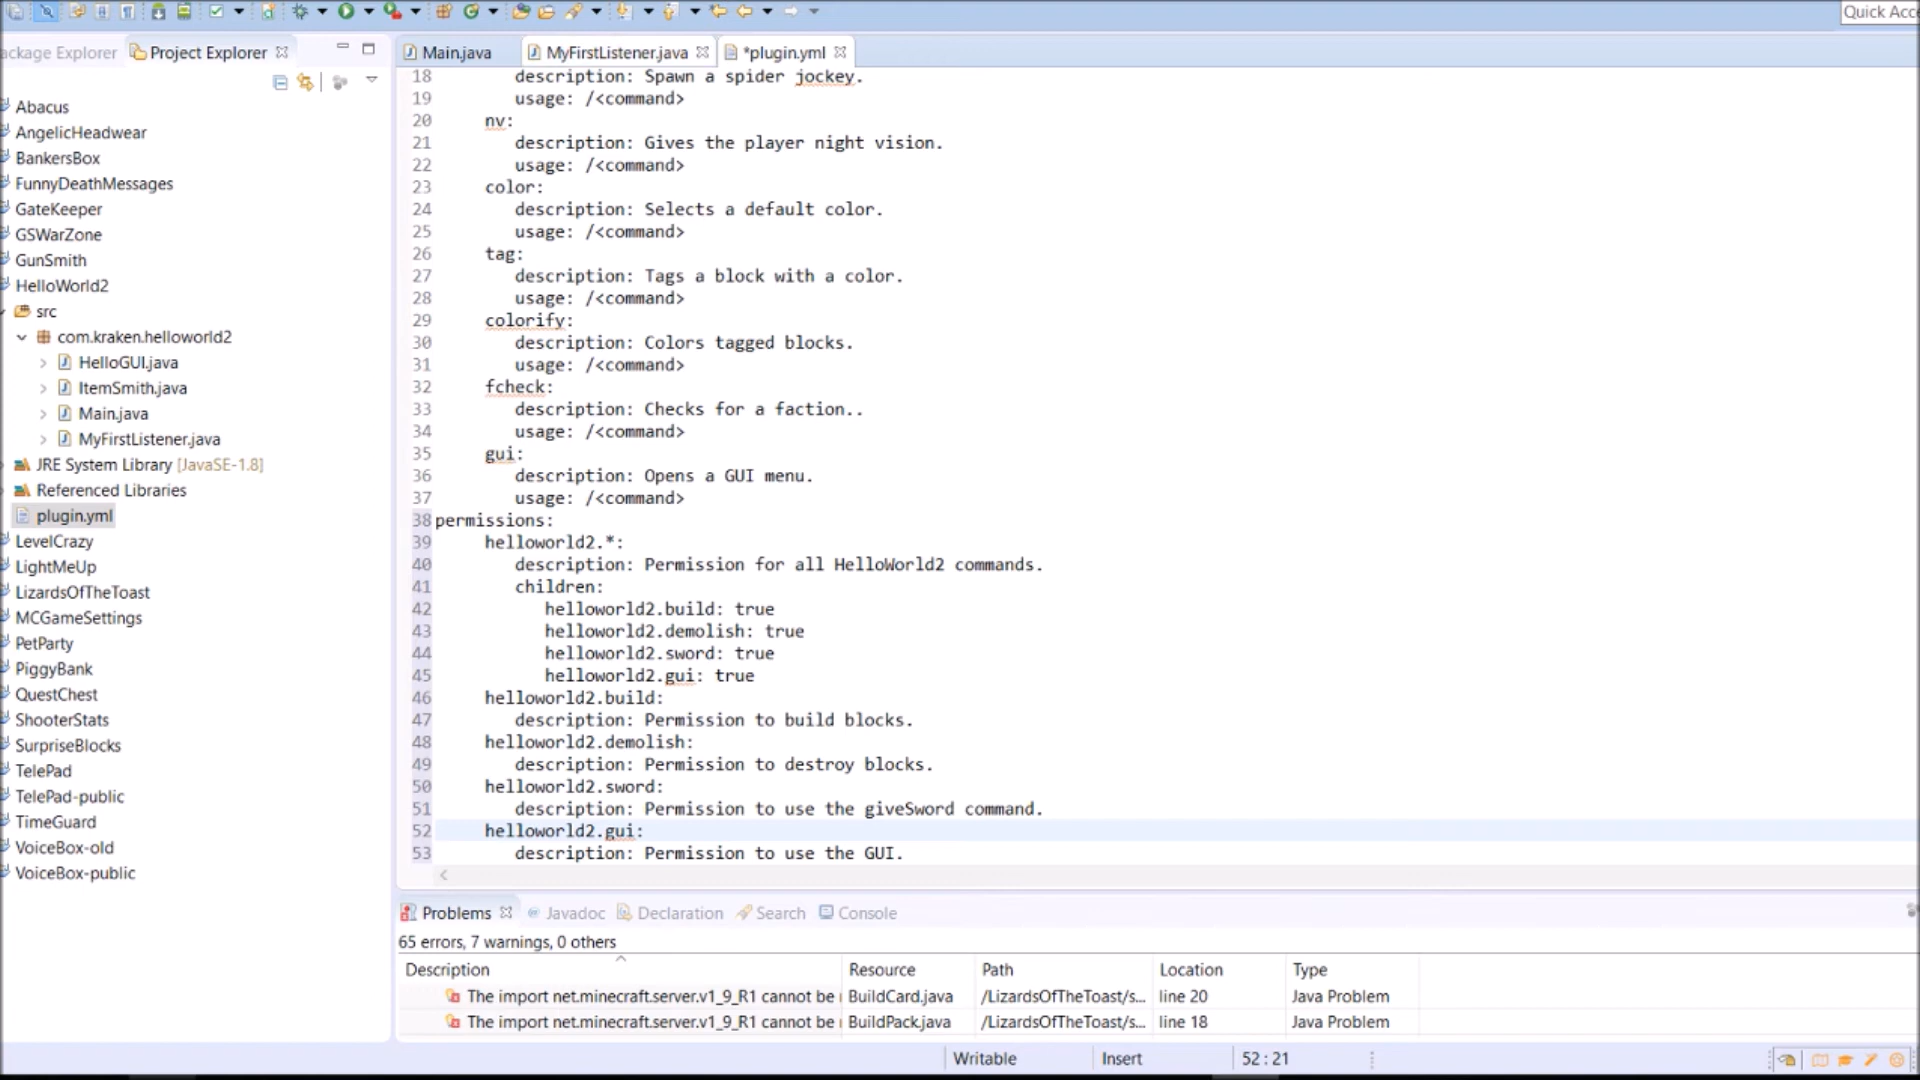 Quick Acc
ackage Explorer
Project Explorer
Abacus
AngelicHeadwear
BankersBox
FunnyDeathMessages
GateKeeper
GSWarZone
GunSmith
HelloWorld2
src
com.kraken.helloworld2
HelloGUI.java
ItemSmith.java
Main.java
MyFirstListener.java
JRE System Library [JavaSE-1.8]
Referenced Libraries
plugin.yml
LevelCrazy
LightMeUp
LizardsOfTheToast
MCGameSettings
PetParty
PiggyBank
QuestChest
ShooterStats
SurpriseBlocks
TelePad
TelePad-public
TimeGuard
VoiceBox-old
VoiceBox-public
Main.java MyFirstListener.java *plugin.yml
18 description: Spawn a spider jockey.
19 usage: /<command>
20 nv:
21 description: Gives the player night vision.
22 usage: /<command>
23 color:
24 description: Selects a default color.
25 usage: /<command>
26 tag:
27 description: Tags a block with a color.
28 usage: /<command>
29 colorify:
30 description: Colors tagged blocks.
31 usage: /<command>
32 fcheck:
33 description: Checks for a faction..
34 usage: /<command>
35 gui:
36 description: Opens a GUI menu.
37 usage: /<command>
38 permissions:
39 helloworld2.*:
40 description: Permission for all HelloWorld2 commands.
41 children:
42 helloworld2.build: true
43 helloworld2.demolish: true
44 helloworld2.sword: true
45 helloworld2.gui: true
46 helloworld2.build:
47 description: Permission to build blocks.
48 helloworld2.demolish:
49 description: Permission to destroy blocks.
50 helloworld2.sword:
51 description: Permission to use the giveSword command.
52 helloworld2.gui:
53 description: Permission to use the GUI.
Problems Javadoc Declaration Search Console
65 errors, 7 warnings, 0 others
Description Resource Path Location Type
The import net.minecraft.server.v1_9_R1 cannot be BuildCard.java /LizardsOfTheToast/s... line 20 Java Problem
The import net.minecraft.server.v1_9_R1 cannot be BuildPack.java /LizardsOfTheToast/s... line 18 Java Problem
Writable Insert 52 : 21